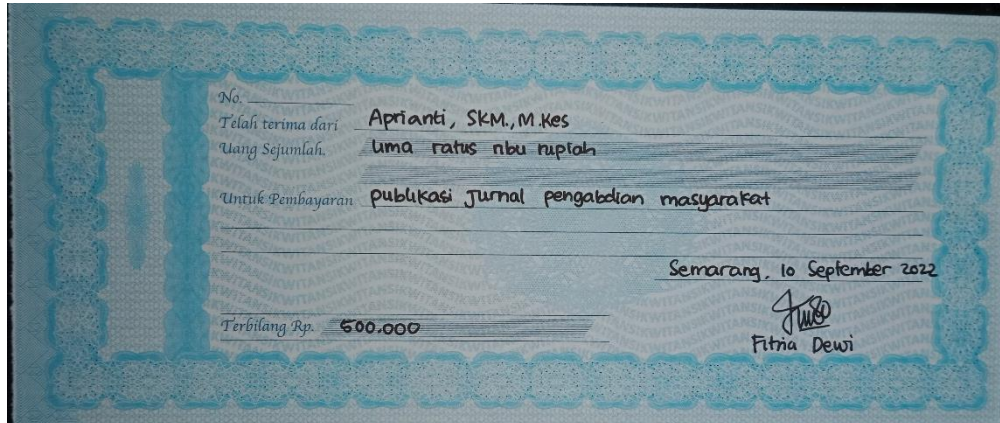 No.
Telah terima dari Aprianti, SKM., M.Kes
Uang Sejumlah. Lima ratus ribu rupiah
Untuk Pembayaran publikasi Jurnal pengabdian masyarakat
Semarang, 10 September 2022
Terbilang Rp. 500.000
Fitria Dewi